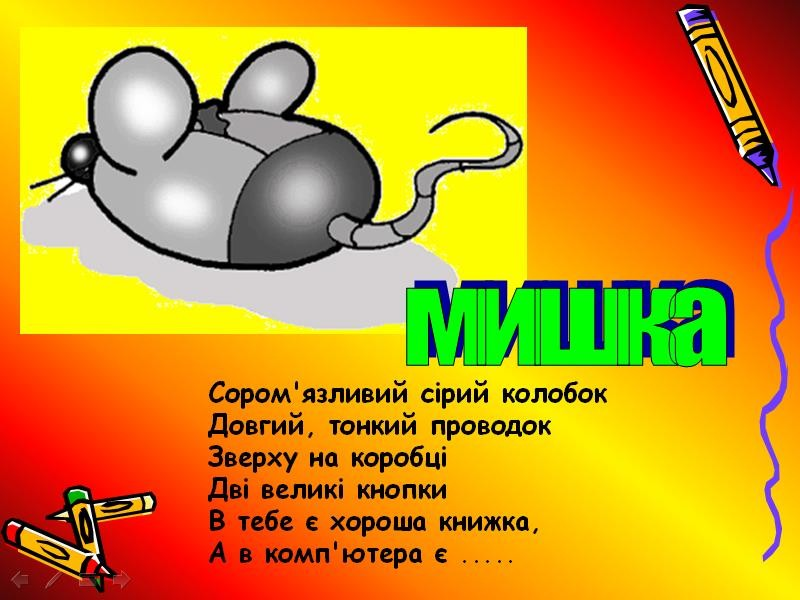 мишка
Сором'язливий сірий колобок
Довгий, тонкий проводок
Зверху на коробці
Дві великі кнопки
В тебе є хороша книжка,
А в комп'ютера є .....